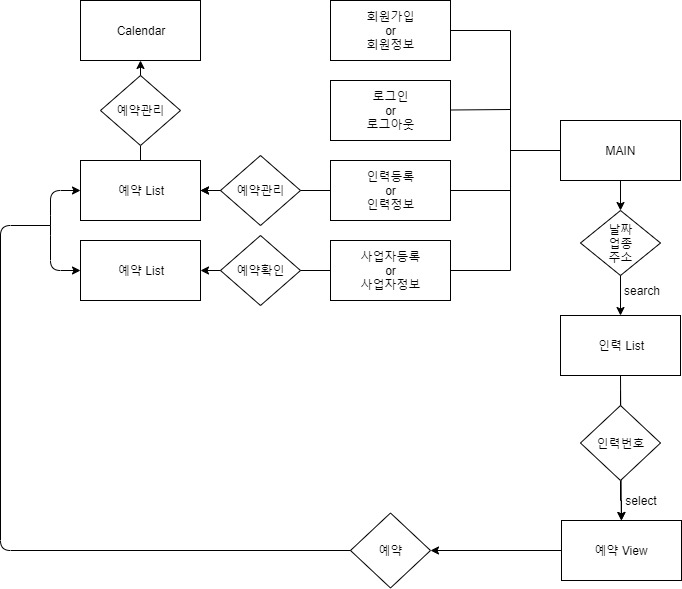 Calendar
회원가입
or
회원정보
예약관리
로그인
or
로그아웃
MAIN
예약 List
예약관리
인력등록
or
인력정보
날짜
업종
주소
예약 List
예약확인
사업자등록
or
사업자정보
search
인력 List
인력번호
select
예약
예약 View